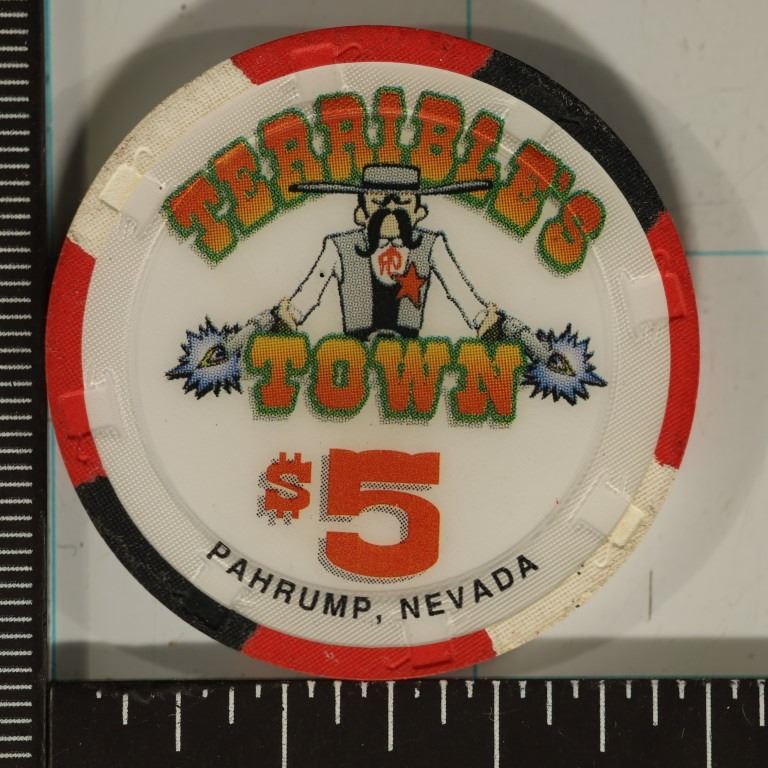 TERRIBLE'S
TOWN
$5
PAHRUMP, NEVADA